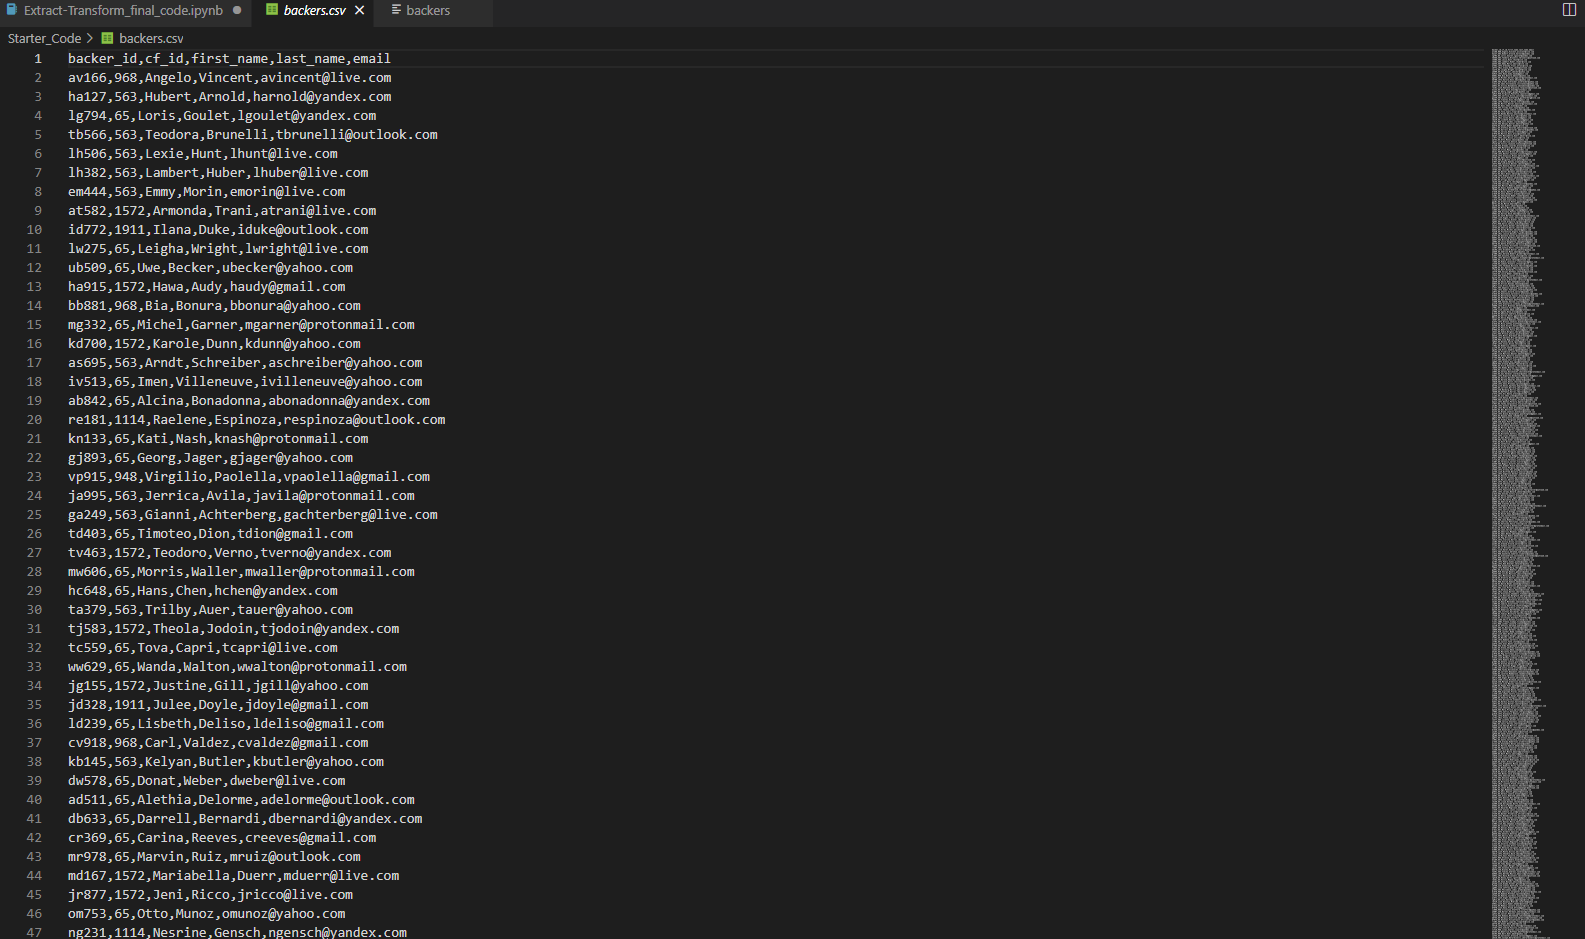 Extract-Transform_final_code.ipynb backers.csv backers
Starter_Code > backers.csv
1 backer_id,cf_id,first_name,last_name,email
2 av166,968,Angelo,Vincent,avincent@live.com
3 ha127,563,Hubert,Arnold,harnold@yandex.com
4 lg794,65,Loris,Goulet,lgoulet@yandex.com
5 tb566,563,Teodora,Brunelli,tbrunelli@outlook.com
6 lh506,563,Lexie,Hunt,lhunt@live.com
7 lh382,563,Lambert,Huber,lhuber@live.com
8 em444,563,Emmy,Morin,emorin@live.com
9 at582,1572,Armonda,Trani,atrani@live.com
10 id772,1911,Ilana,Duke,iduke@outlook.com
11 lw275,65,Leigha,Wright,lwright@live.com
12 ub509,65,Uwe,Becker,ubecker@yahoo.com
13 ha915,1572,Hawa,Audy,haudy@gmail.com
14 bb881,968,Bia,Bonura,bbonura@yahoo.com
15 mg332,65,Michel,Garner,mgarner@protonmail.com
16 kd700,1572,Karole,Dunn,kdunn@yahoo.com
17 as695,563,Arndt,Schreiber,aschreiber@yahoo.com
18 iv513,65,Imen,Villeneuve,ivilleneuve@yahoo.com
19 ab842,65,Alcina,Bonadonna,abonadonna@yandex.com
20 re181,1114,Raelene,Espinoza,respinoza@outlook.com
21 kn133,65,Kati,Nash,knash@protonmail.com
22 gj893,65,Georg,Jager,gjager@yahoo.com
23 vp915,948,Virgilio,Paolella,vpaolella@gmail.com
24 ja995,563,Jerrica,Avila,javila@protonmail.com
25 ga249,563,Gianni,Achterberg,gachterberg@live.com
26 td403,65,Timoteo,Dion,tdion@gmail.com
27 tv463,1572,Teodoro,Verno,tverno@yandex.com
28 mw606,65,Morris,Waller,mwaller@protonmail.com
29 hc648,65,Hans,Chen,hchen@yandex.com
30 ta379,563,Trilby,Auer,tauer@yahoo.com
31 tj583,1572,Theola,Jodoin,tjodoin@yandex.com
32 tc559,65,Tova,Capri,tcapri@live.com
33 ww629,65,Wanda,Walton,wwalton@protonmail.com
34 jg155,1572,Justine,Gill,jgill@yahoo.com
35 jd328,1911,Julee,Doyle,jdoyle@gmail.com
36 ld239,65,Lisbeth,Deliso,ldeliso@gmail.com
37 cv918,968,Carl,Valdez,cvaldez@gmail.com
38 kb145,563,Kelyan,Butler,kbutler@yahoo.com
39 dw578,65,Donat,Weber,dweber@live.com
40 ad511,65,Alethia,Delorme,adelorme@outlook.com
41 db633,65,Darrell,Bernardi,dbernardi@yandex.com
42 cr369,65,Carina,Reeves,creeves@gmail.com
43 mr978,65,Marvin,Ruiz,mruiz@outlook.com
44 md167,1572,Mariabella,Duerr,mduerr@live.com
45 jr877,1572,Jeni,Ricco,jricco@live.com
46 om753,65,Otto,Munoz,omunoz@yahoo.com
47 ng231,1114,Nesrine,Gensch,ngensch@yandex.com